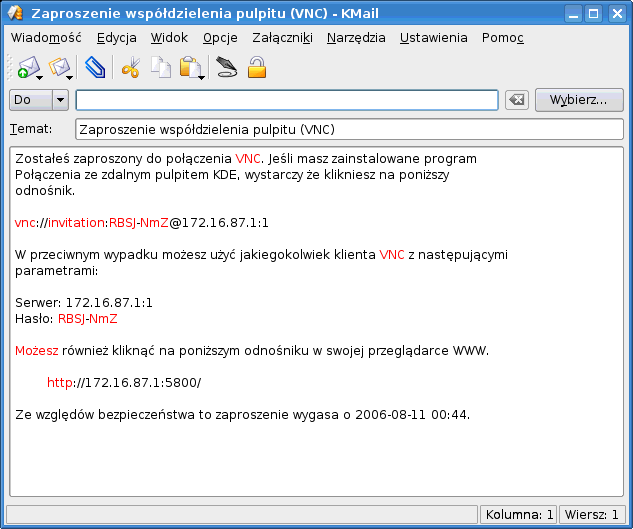 Zaproszenie współdzielenia pulpitu (VNC) - KMail
Wiadomość Edycja Widok Opcje Załączniki Narzędzia Ustawienia Pomoc
Do Wybierz...
Temat: Zaproszenie współdzielenia pulpitu (VNC)
Zostałeś zaproszony do połączenia VNC. Jeśli masz zainstalowane program
Połączenia ze zdalnym pulpitem KDE, wystarczy że klikniesz na poniższy
odnośnik.
vnc://invitation:RBSJ-NmZ@172.16.87.1:1
W przeciwnym wypadku możesz użyć jakiegokolwiek klienta VNC z następującymi
parametrami:
Serwer: 172.16.87.1:1
Hasło: RBSJ-NmZ
Możesz również kliknąć na poniższym odnośniku w swojej przeglądarce WWW.
http://172.16.87.1:5800/
Ze względów bezpieczeństwa to zaproszenie wygasa o 2006-08-11 00:44.
Kolumna: 1 Wiersz: 1